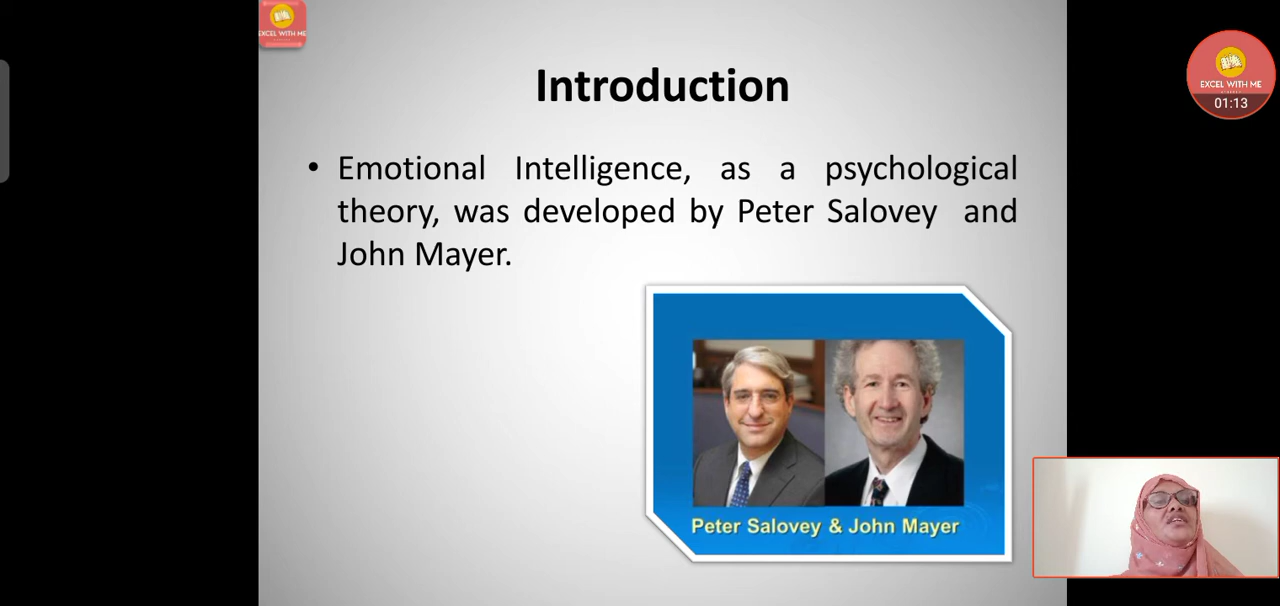 EXCEL WITH ME
Introduction
• Emotional Intelligence, as a psychological
theory, was developed by Peter Salovey and
John Mayer.
Peter Salovey & John Mayer
EXCEL WITH ME
01:13